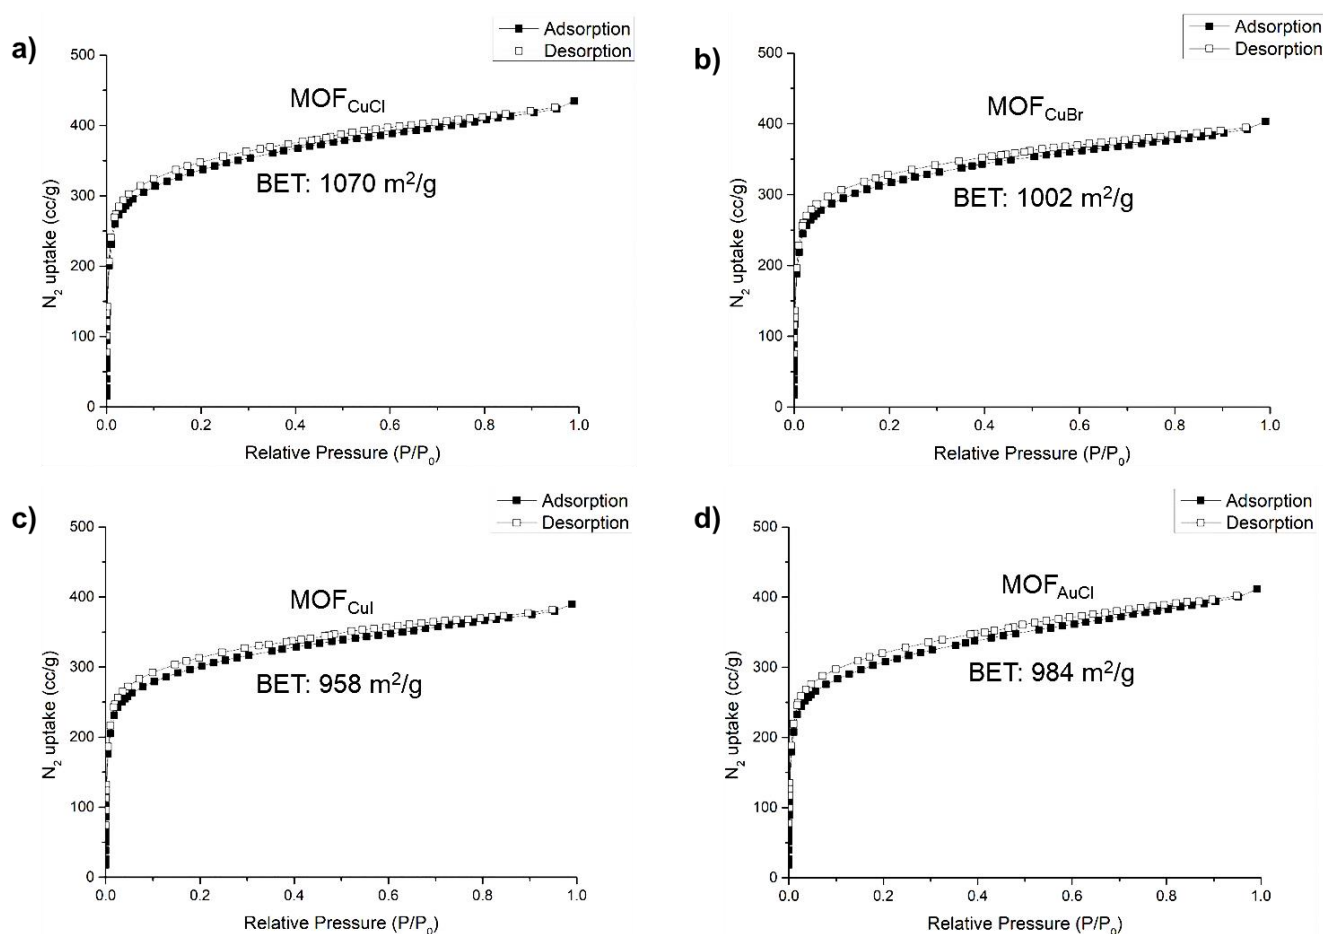 a)
Adsorption
Desorption
500
400
300
200
100
0
N₂ uptake (cc/g)
MOF_CuCl
BET: 1070 m²/g
0.0 0.2 0.4 0.6 0.8 1.0
Relative Pressure (P/P₀)
b)
Adsorption
Desorption
500
400
300
200
100
0
N₂ uptake (cc/g)
MOF_CuBr
BET: 1002 m²/g
0.0 0.2 0.4 0.6 0.8 1.0
Relative Pressure (P/P₀)
c)
Adsorption
Desorption
500
400
300
200
100
0
N₂ uptake (cc/g)
MOF_CuI
BET: 958 m²/g
0.0 0.2 0.4 0.6 0.8 1.0
Relative Pressure (P/P₀)
d)
Adsorption
Desorption
500
400
300
200
100
0
N₂ uptake (cc/g)
MOF_AuCl
BET: 984 m²/g
0.0 0.2 0.4 0.6 0.8 1.0
Relative Pressure (P/P₀)